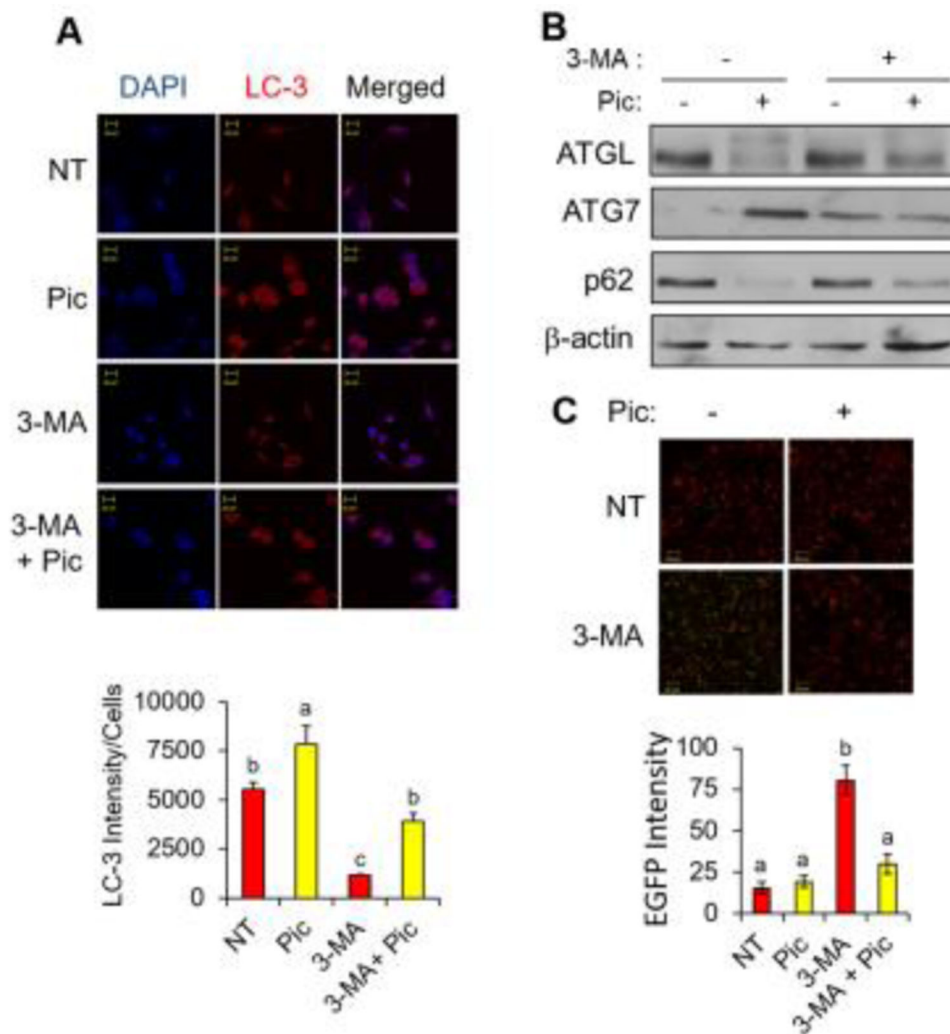 A
DAPI LC-3 Merged
NT
Pic
3-MA
3-MA
+ Pic
LC-3 Intensity/Cells
10000
7500
5000
2500
0
b a c b
NT Pic 3-MA 3-MA+ Pic
B
3-MA : - +
Pic: - + - +
ATGL
ATG7
p62
β-actin
C
Pic: - +
NT
3-MA
EGFP Intensity
100
75
50
25
0
a a b a
NT Pic 3-MA 3-MA + Pic